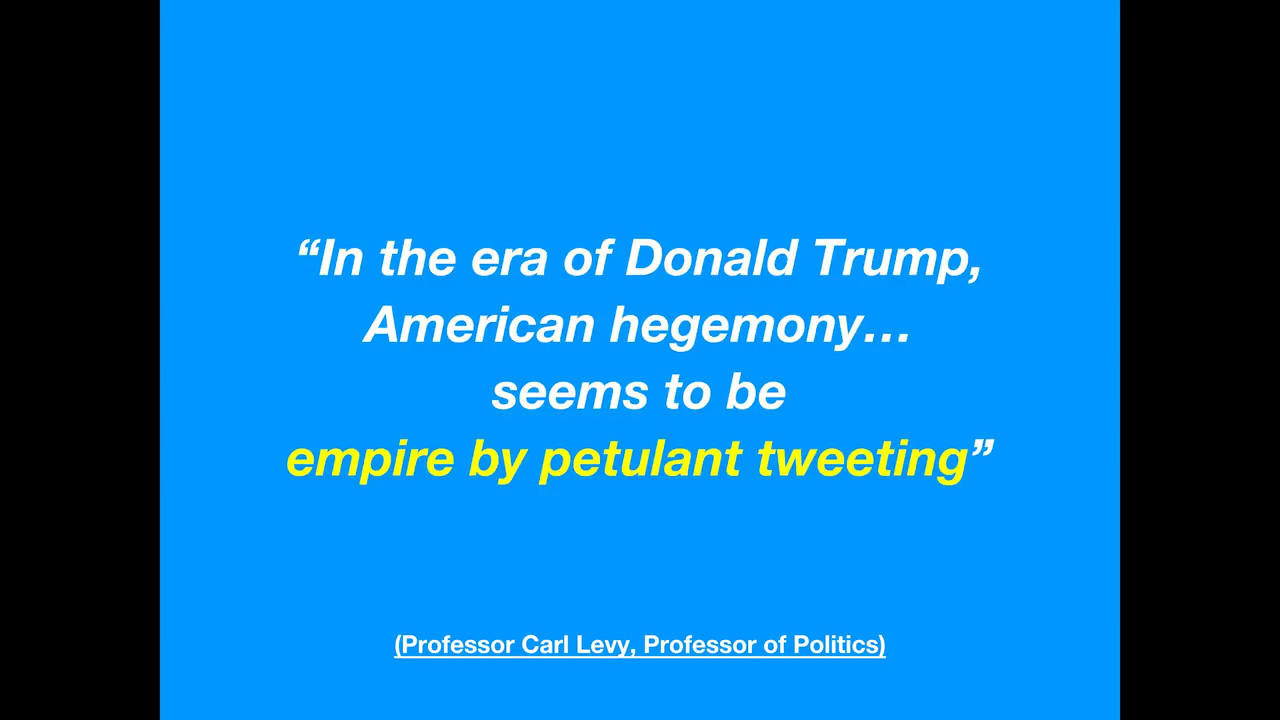 “In the era of Donald Trump,
American hegemony…
seems to be
empire by petulant tweeting”
(Professor Carl Levy, Professor of Politics)